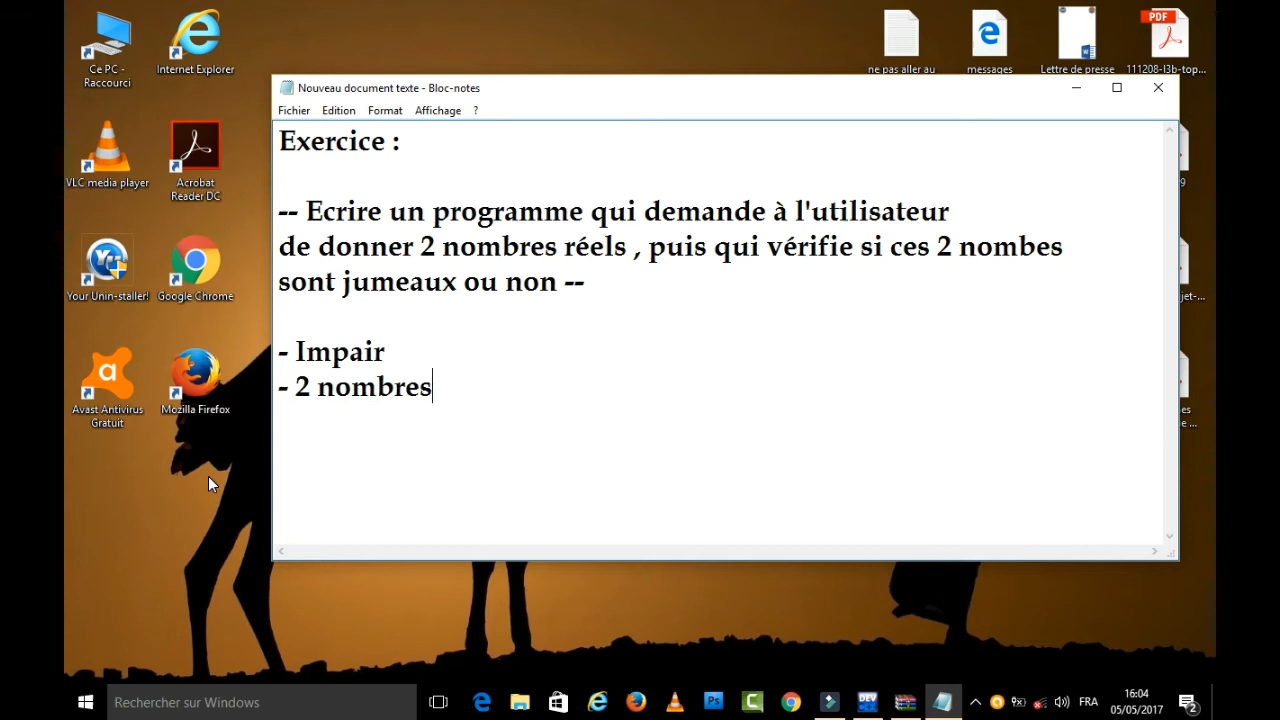 Ce PC -
Raccourci
Internet Explorer
ne pas aller au
messages
Lettre de presse
PDF
111208-l3b-top...
Nouveau document texte - Bloc-notes
Fichier Edition Format Affichage ?
Exercice :
-- Ecrire un programme qui demande à l'utilisateur
de donner 2 nombres réels , puis qui vérifie si ces 2 nombes
sont jumeaux ou non --
- Impair
- 2 nombres
VLC media player
Acrobat
Reader DC
Your Unin-staller!
Google Chrome
Avast Antivirus
Gratuit
Mozilla Firefox
Rechercher sur Windows
Ps
DEV
FRA
16:04
05/05/2017
2